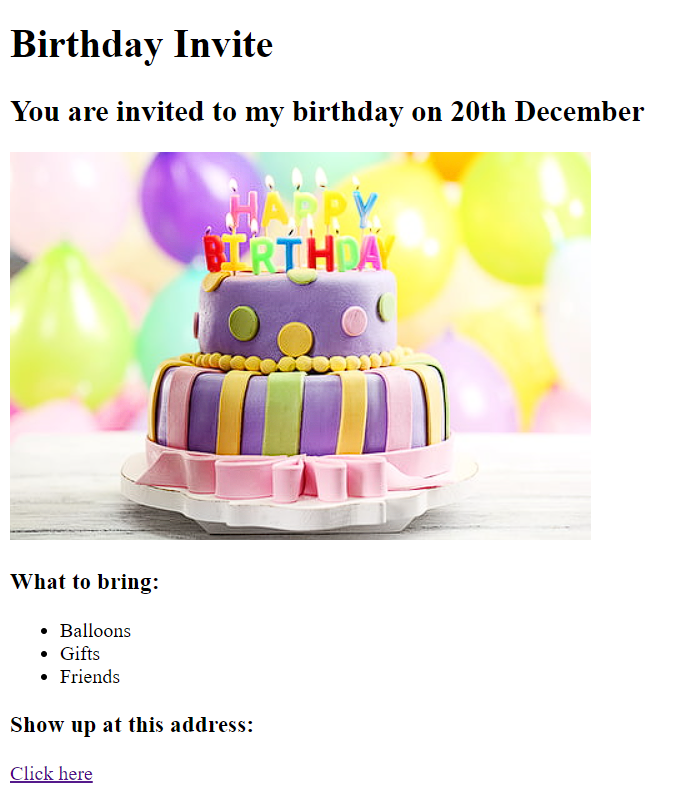 Birthday Invite
You are invited to my birthday on 20th December
HAPPY
BIRTHDAY
What to bring:
Balloons
Gifts
Friends
Show up at this address:
Click here